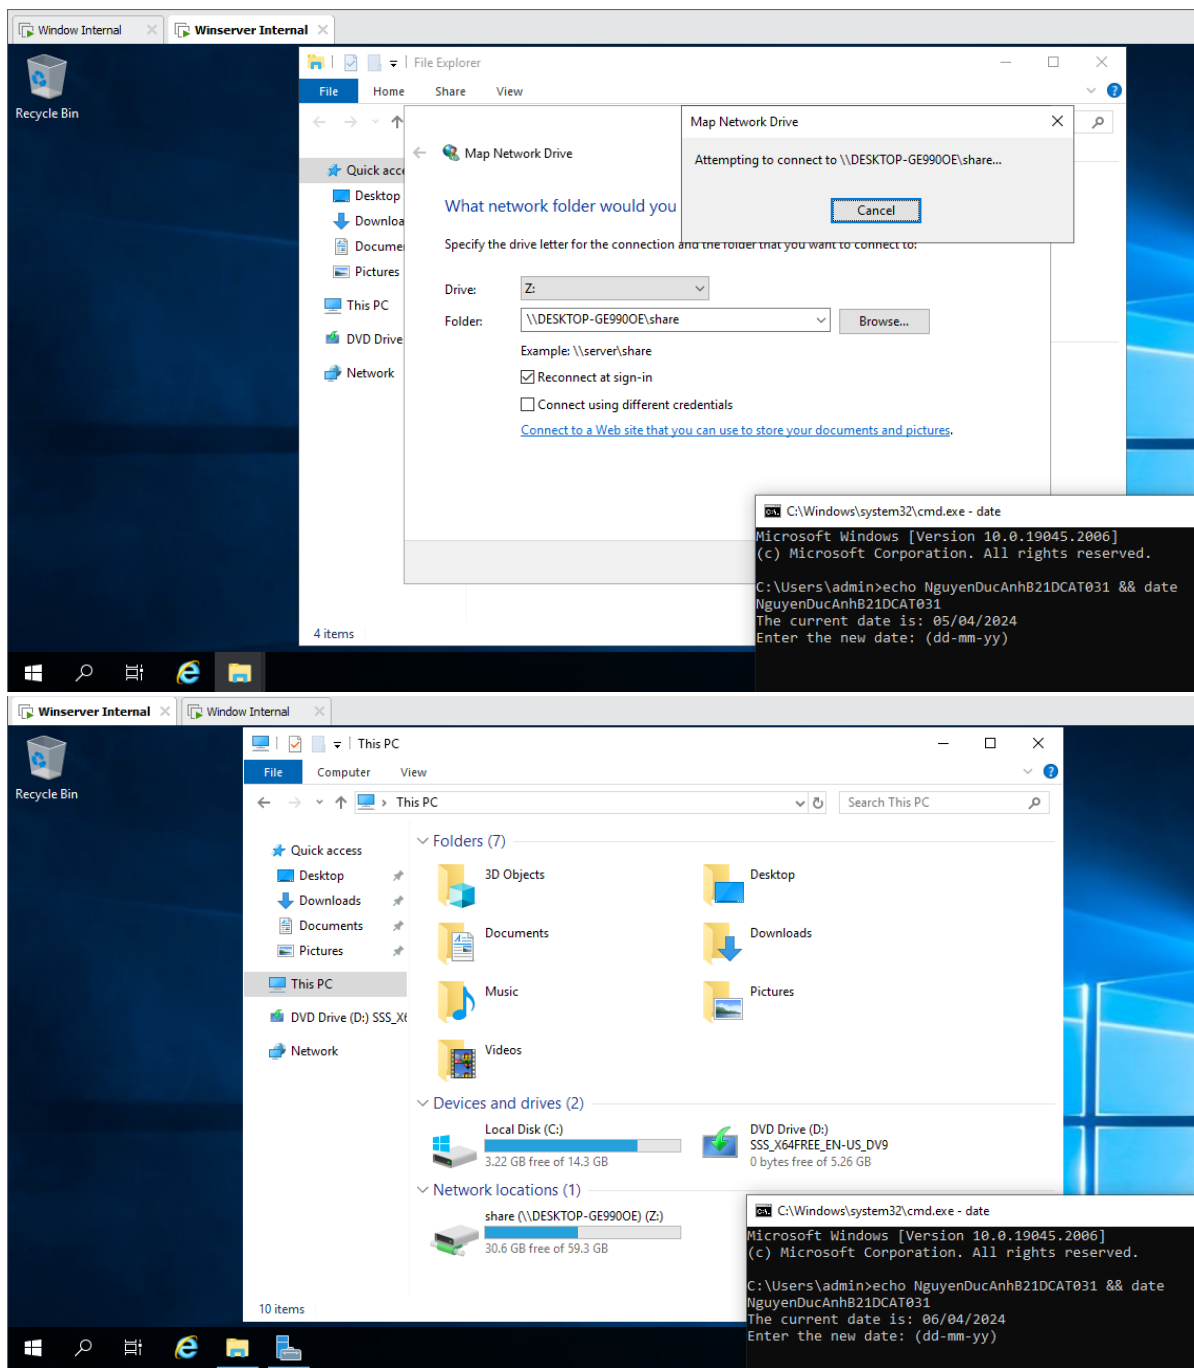 Window Internal
Winserver Internal
Recycle Bin
File Explorer
File Home Share View
Map Network Drive
Attempting to connect to \\DESKTOP-GE990OE\share...
Cancel
Map Network Drive
What network folder would you
Specify the drive letter for the connection and the folder that you want to connect to:
Drive: Z:
Folder: \\DESKTOP-GE990OE\share Browse...
Example: \\server\share
Reconnect at sign-in
Connect using different credentials
Connect to a Web site that you can use to store your documents and pictures.
Quick acce
Desktop
Downloa
Docume
Pictures
This PC
DVD Drive
Network
4 items
C:\Windows\system32\cmd.exe - date
Microsoft Windows [Version 10.0.19045.2006]
(c) Microsoft Corporation. All rights reserved.
C:\Users\admin>echo NguyenDucAnhB21DCAT031 && date
NguyenDucAnhB21DCAT031
The current date is: 05/04/2024
Enter the new date: (dd-mm-yy)
Winserver Internal
Window Internal
Recycle Bin
This PC
File Computer View
This PC
Search This PC
Quick access
Desktop
Downloads
Documents
Pictures
This PC
DVD Drive (D:) SSS_X6
Network
Folders (7)
3D Objects
Desktop
Documents
Downloads
Music
Pictures
Videos
Devices and drives (2)
Local Disk (C:)
3.22 GB free of 14.3 GB
DVD Drive (D:)
SSS_X64FREE_EN-US_DV9
0 bytes free of 5.26 GB
Network locations (1)
share (\\DESKTOP-GE990OE) (Z:)
30.6 GB free of 59.3 GB
10 items
C:\Windows\system32\cmd.exe - date
Microsoft Windows [Version 10.0.19045.2006]
(c) Microsoft Corporation. All rights reserved.
C:\Users\admin>echo NguyenDucAnhB21DCAT031 && date
NguyenDucAnhB21DCAT031
The current date is: 06/04/2024
Enter the new date: (dd-mm-yy)